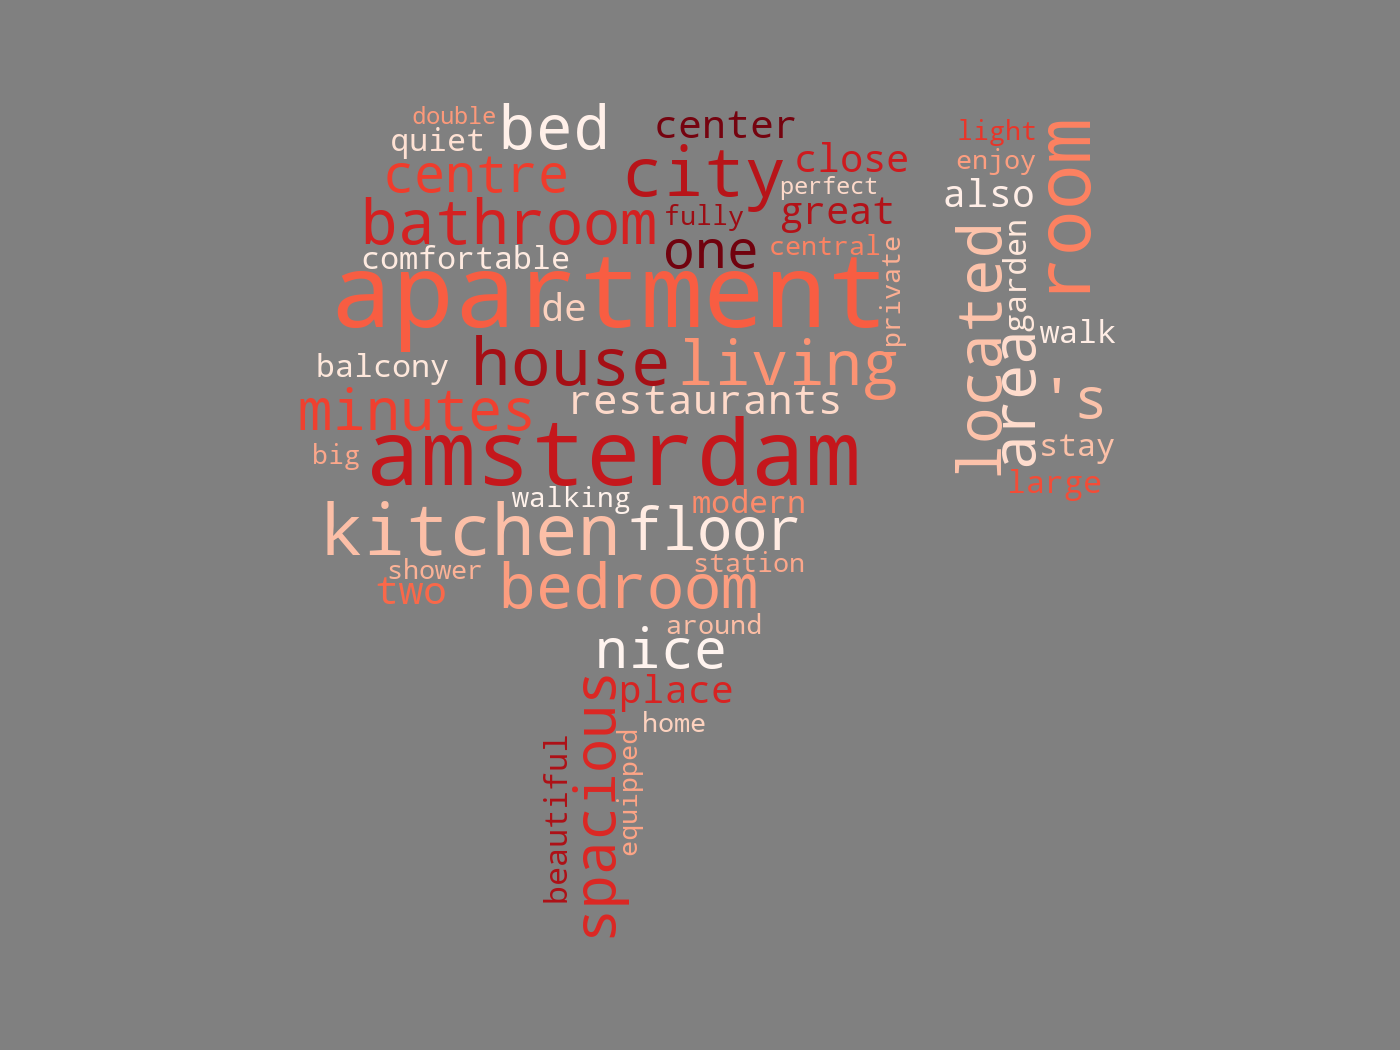 double
quiet
bed
center
light
room
centre
city
close
enjoy
perfect
also
bathroom
fully
great
located
garden
one
central
private
comfortable
apartment
de
walk
area
house
living
balcony
's
minutes
restaurants
amsterdam
big
stay
large
walking
modern
kitchen
floor
shower
station
two
bedroom
around
nice
spacious
place
home
equipped
beautiful